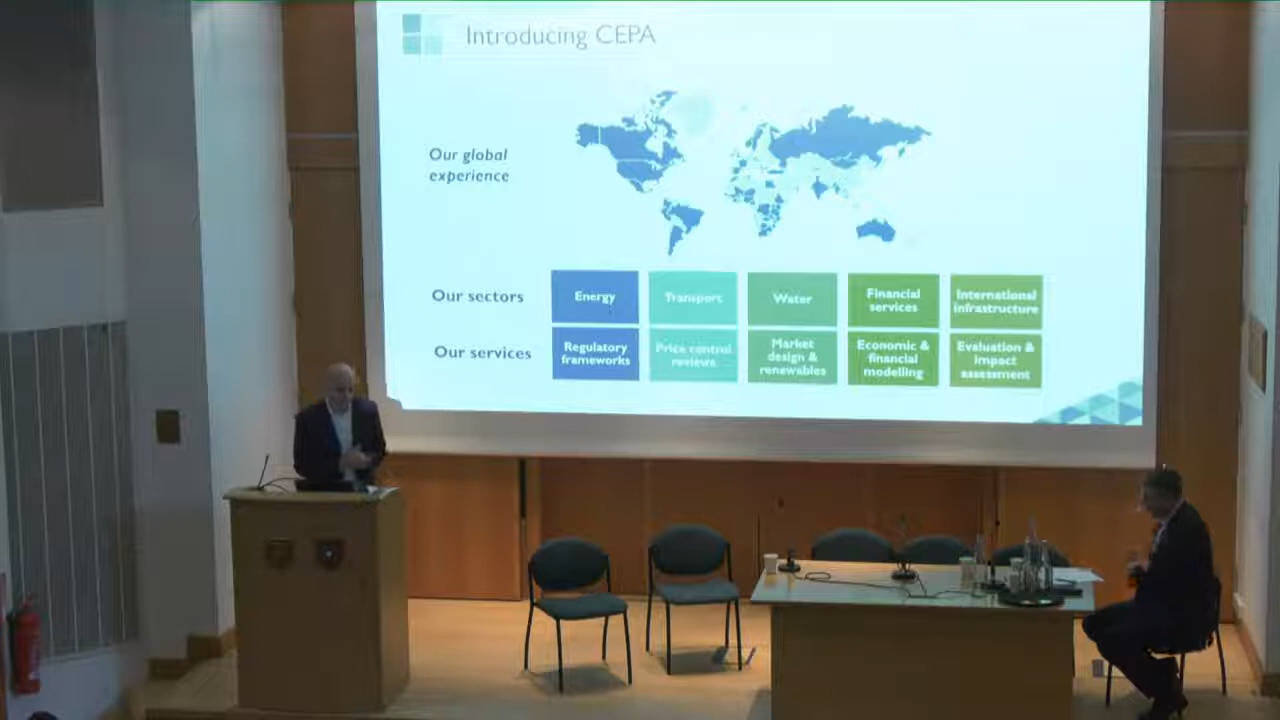 Introducing CEPA
Our global
experience
Our sectors
Energy
Transport
Water
Financial
services
International
infrastructure
Our services
Regulatory
frameworks
Price control
reviews
Market
design &
renewables
Economic &
financial
modelling
Evaluation &
impact
assessment